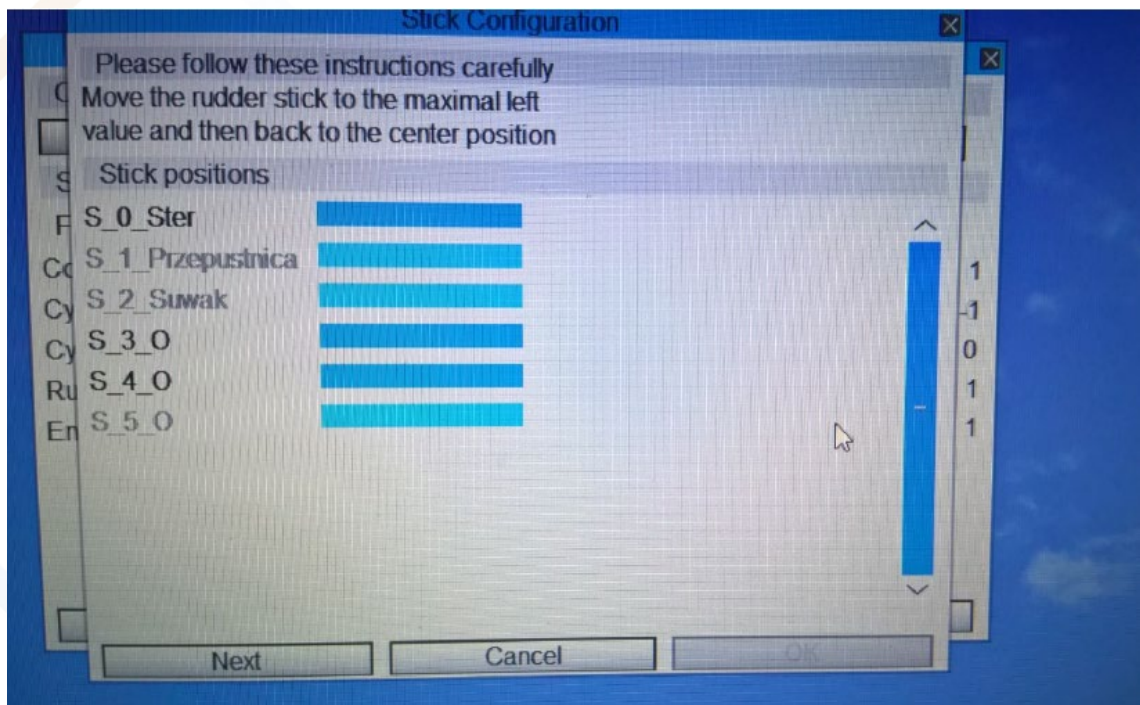 Stick Configuration
Please follow these instructions carefully
Move the rudder stick to the maximal left
value and then back to the center position
Stick positions
S_0_Ster
S_1_Przepustnica
S_2_Suwak
S_3_O
S_4_O
S_5_O
1
-1
0
1
1
Next Cancel OK